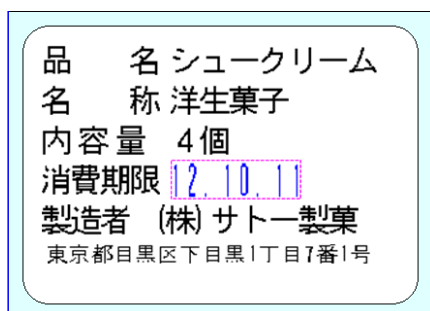 品　　名 シュークリーム
名　　称 洋生菓子
内容量　4個
消費期限 12.10.11
製造者　(株)サトー製菓
東京都目黒区下目黒1丁目7番1号